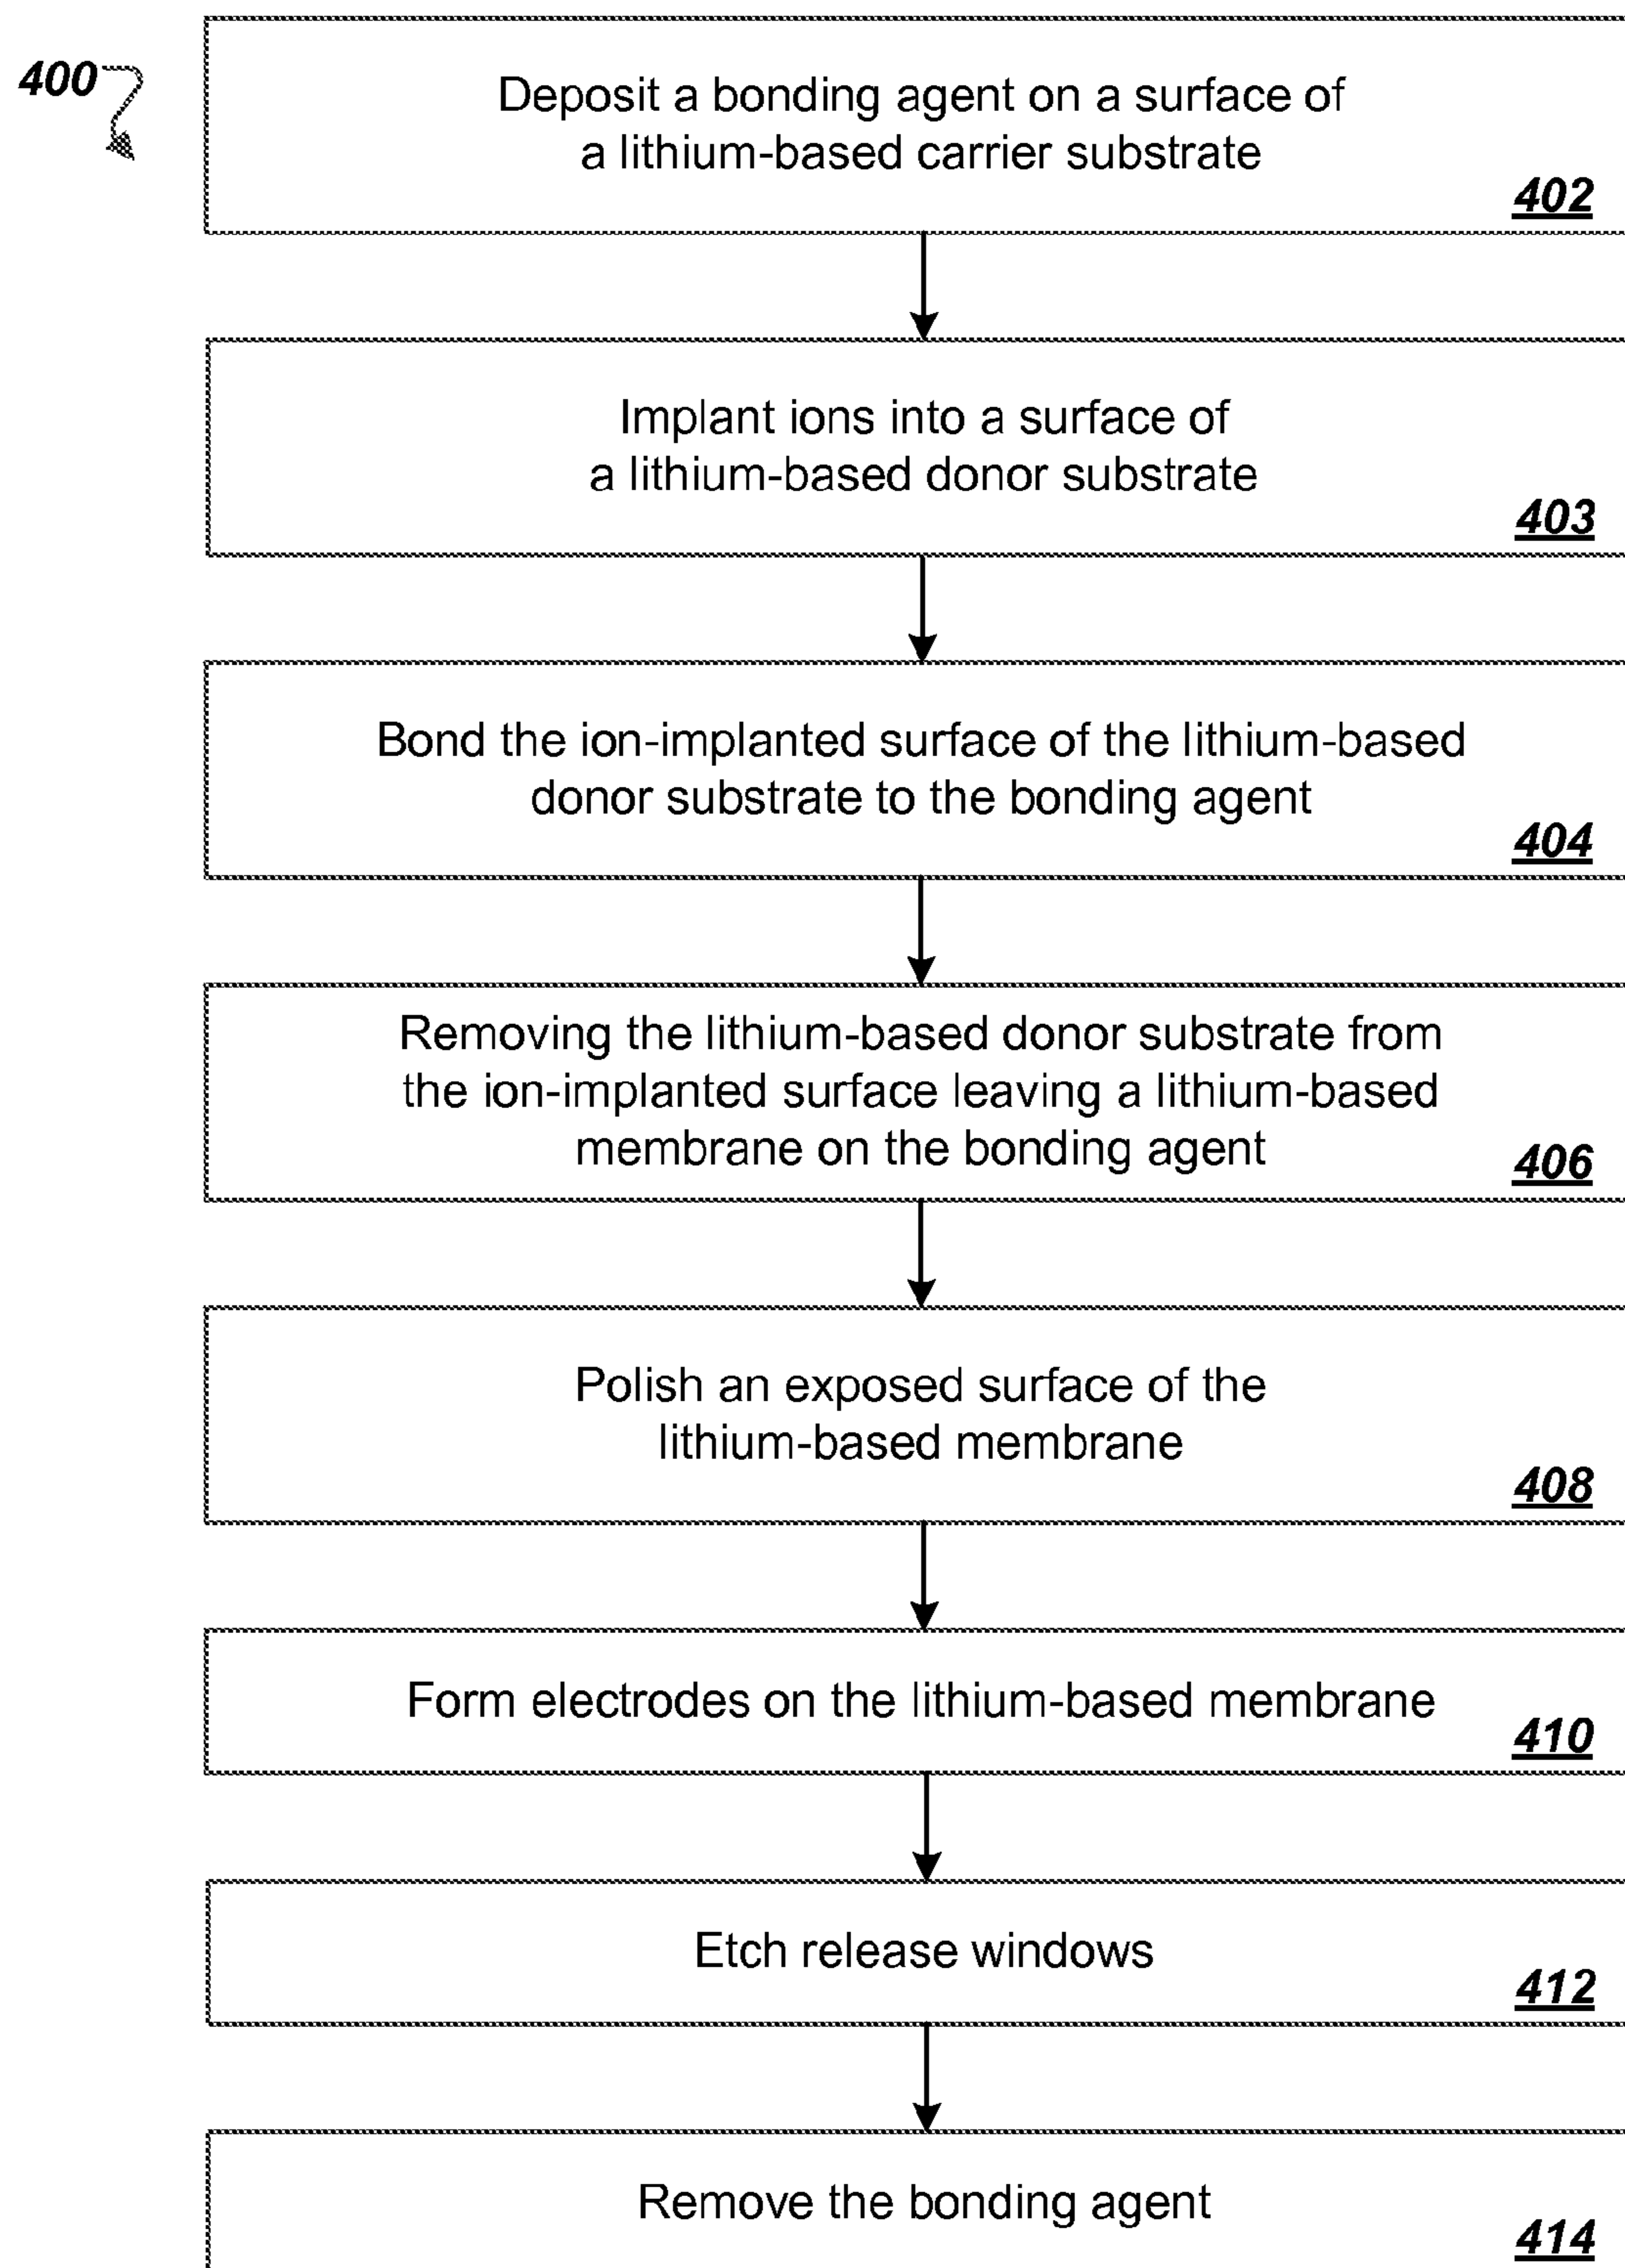 400
Deposit a bonding agent on a surface of
a lithium-based carrier substrate
402
Implant ions into a surface of
a lithium-based donor substrate
403
Bond the ion-implanted surface of the lithium-based
donor substrate to the bonding agent
404
Removing the lithium-based donor substrate from
the ion-implanted surface leaving a lithium-based
membrane on the bonding agent
406
Polish an exposed surface of the
lithium-based membrane
408
Form electrodes on the lithium-based membrane
410
Etch release windows
412
Remove the bonding agent
414